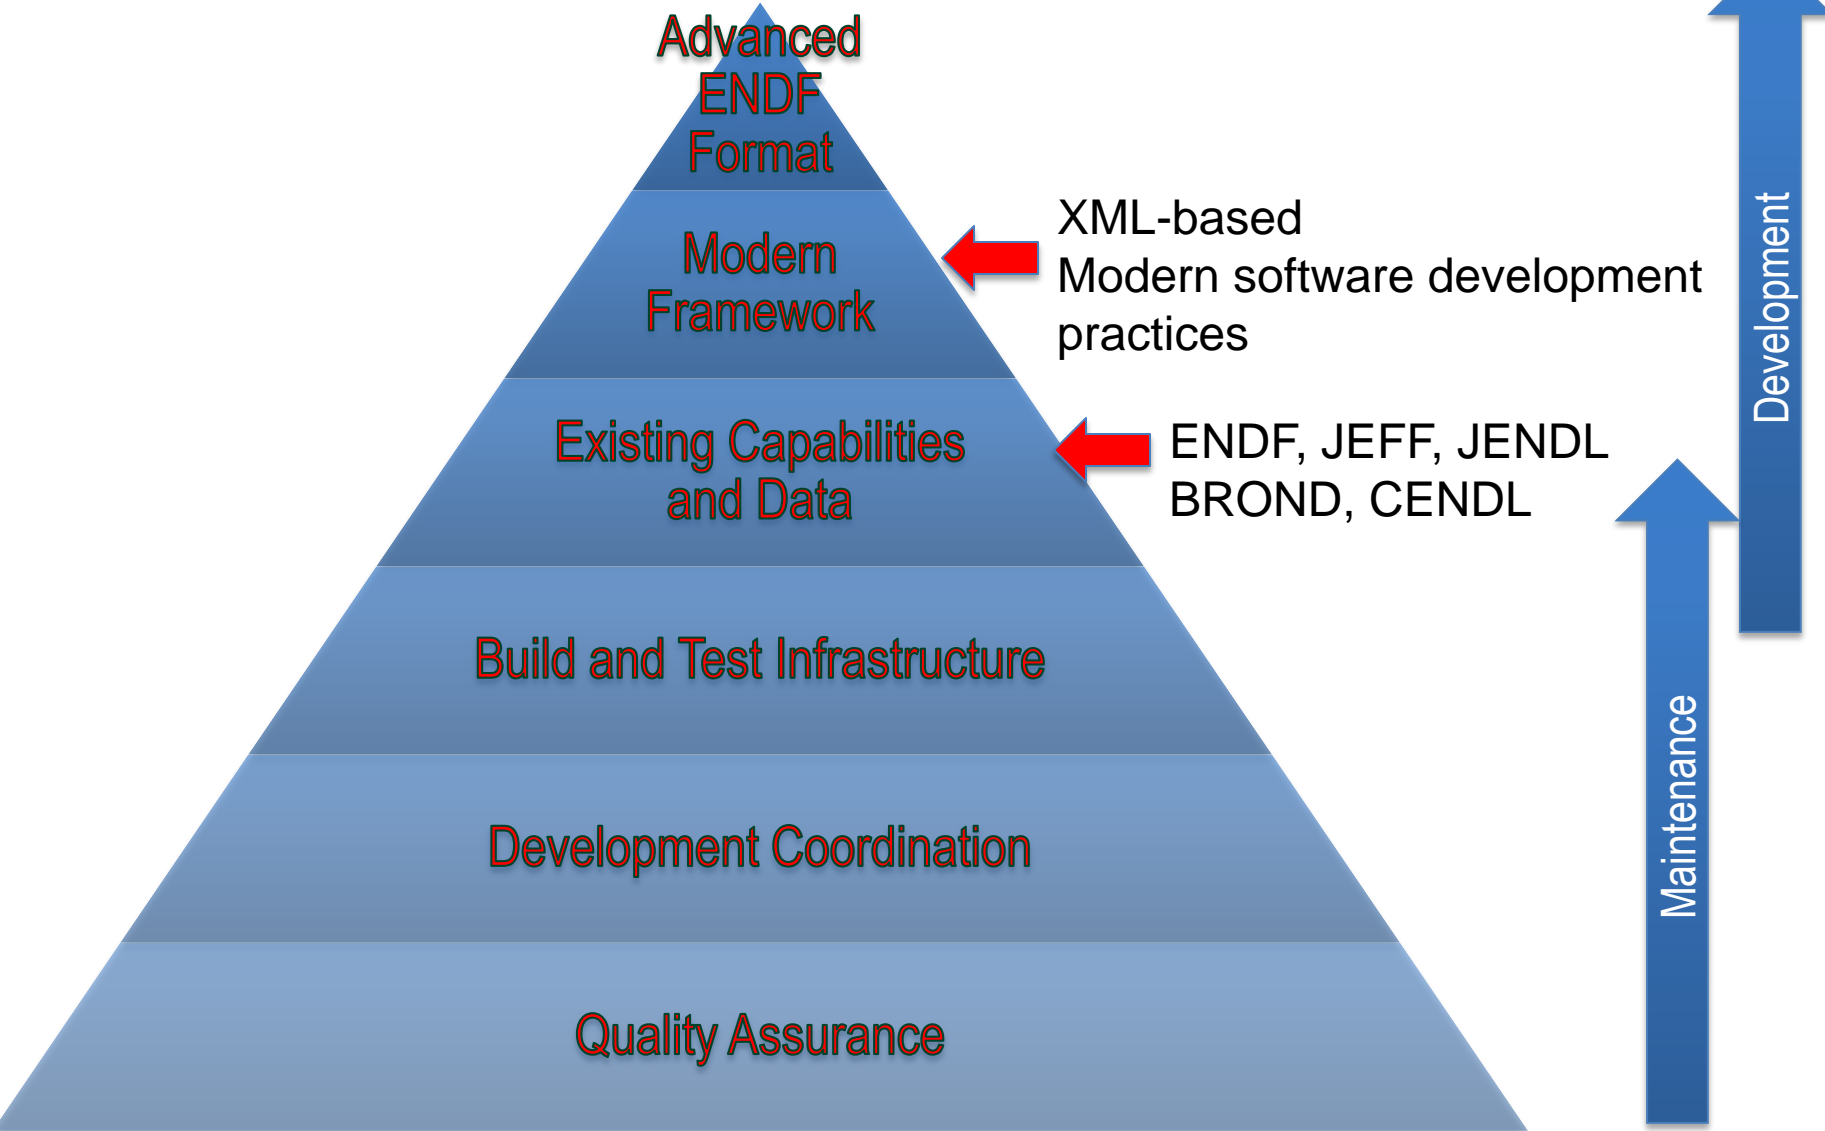 Advanced
ENDF
Format
Modern
Framework
XML-based
Modern software development
practices
Existing Capabilities
and Data
ENDF, JEFF, JENDL
BROND, CENDL
Build and Test Infrastructure
Development Coordination
Quality Assurance
Development
Maintenance